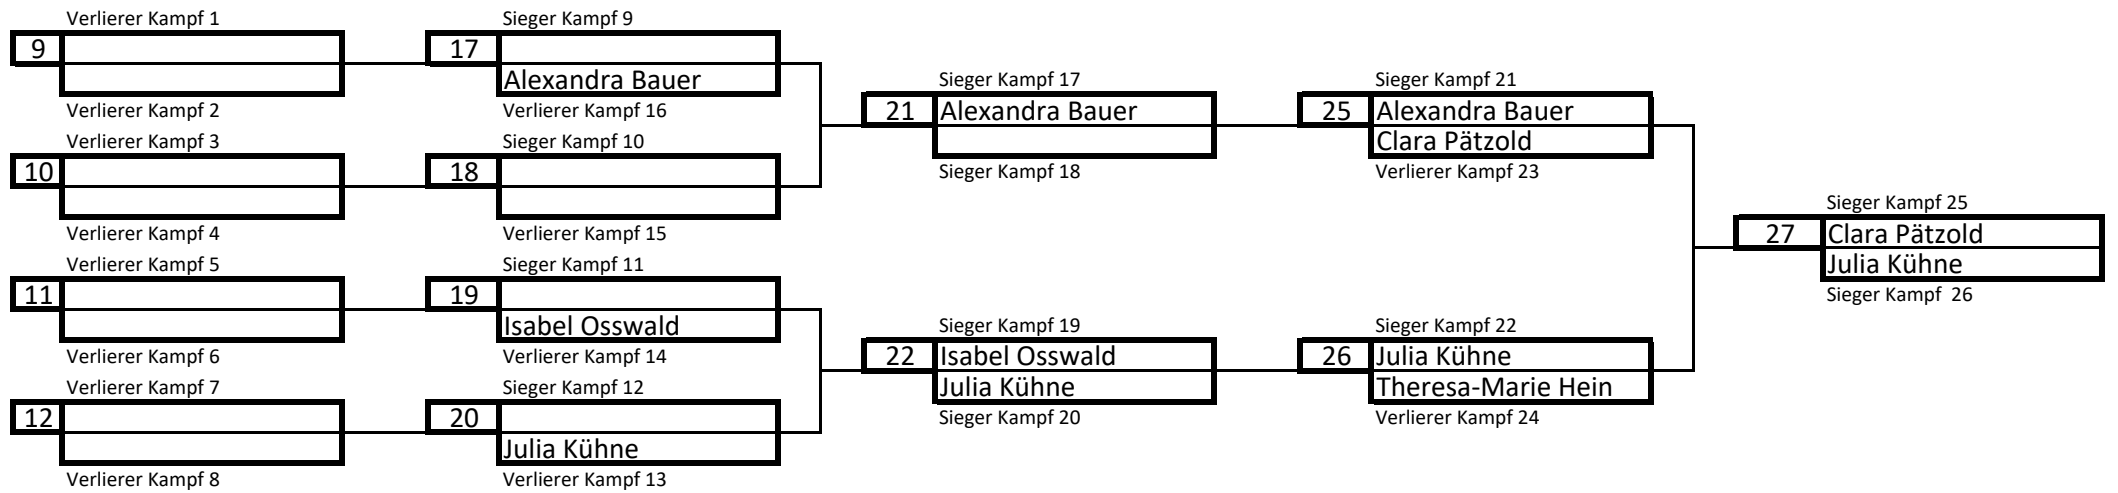 Verlierer Kampf 1
9
Verlierer Kampf 2
Verlierer Kampf 3
10
Verlierer Kampf 4
Verlierer Kampf 5
11
Verlierer Kampf 6
Verlierer Kampf 7
12
Verlierer Kampf 8
Sieger Kampf 9
17
Alexandra Bauer
Verlierer Kampf 16
Sieger Kampf 10
18
Verlierer Kampf 15
Sieger Kampf 11
19
Isabel Osswald
Verlierer Kampf 14
Sieger Kampf 12
20
Julia Kühne
Verlierer Kampf 13
Sieger Kampf 17
21 Alexandra Bauer
Sieger Kampf 18
Sieger Kampf 19
22 Isabel Osswald
Julia Kühne
Sieger Kampf 20
Sieger Kampf 21
25 Alexandra Bauer
Clara Pätzold
Verlierer Kampf 23
Sieger Kampf 22
26 Julia Kühne
Theresa-Marie Hein
Verlierer Kampf 24
Sieger Kampf 25
27 Clara Pätzold
Julia Kühne
Sieger Kampf 26